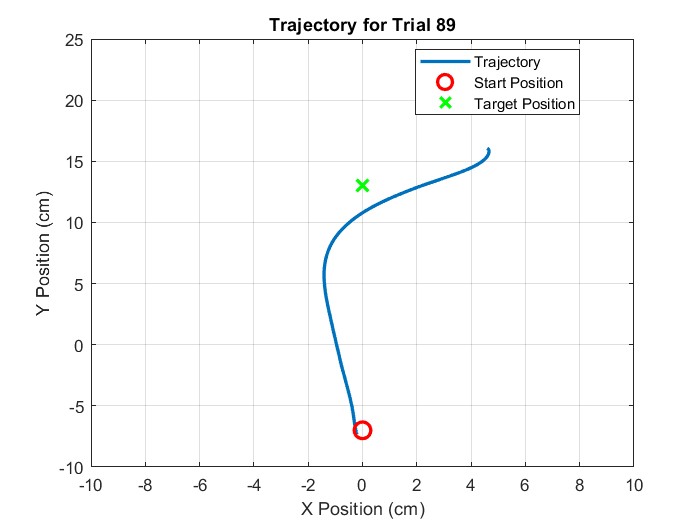 Trajectory for Trial 89
Trajectory
Start Position
Target Position
25
20
15
10
5
0
-5
-10
Y Position (cm)
-10 -8 -6 -4 -2 0 2 4 6 8 10
X Position (cm)